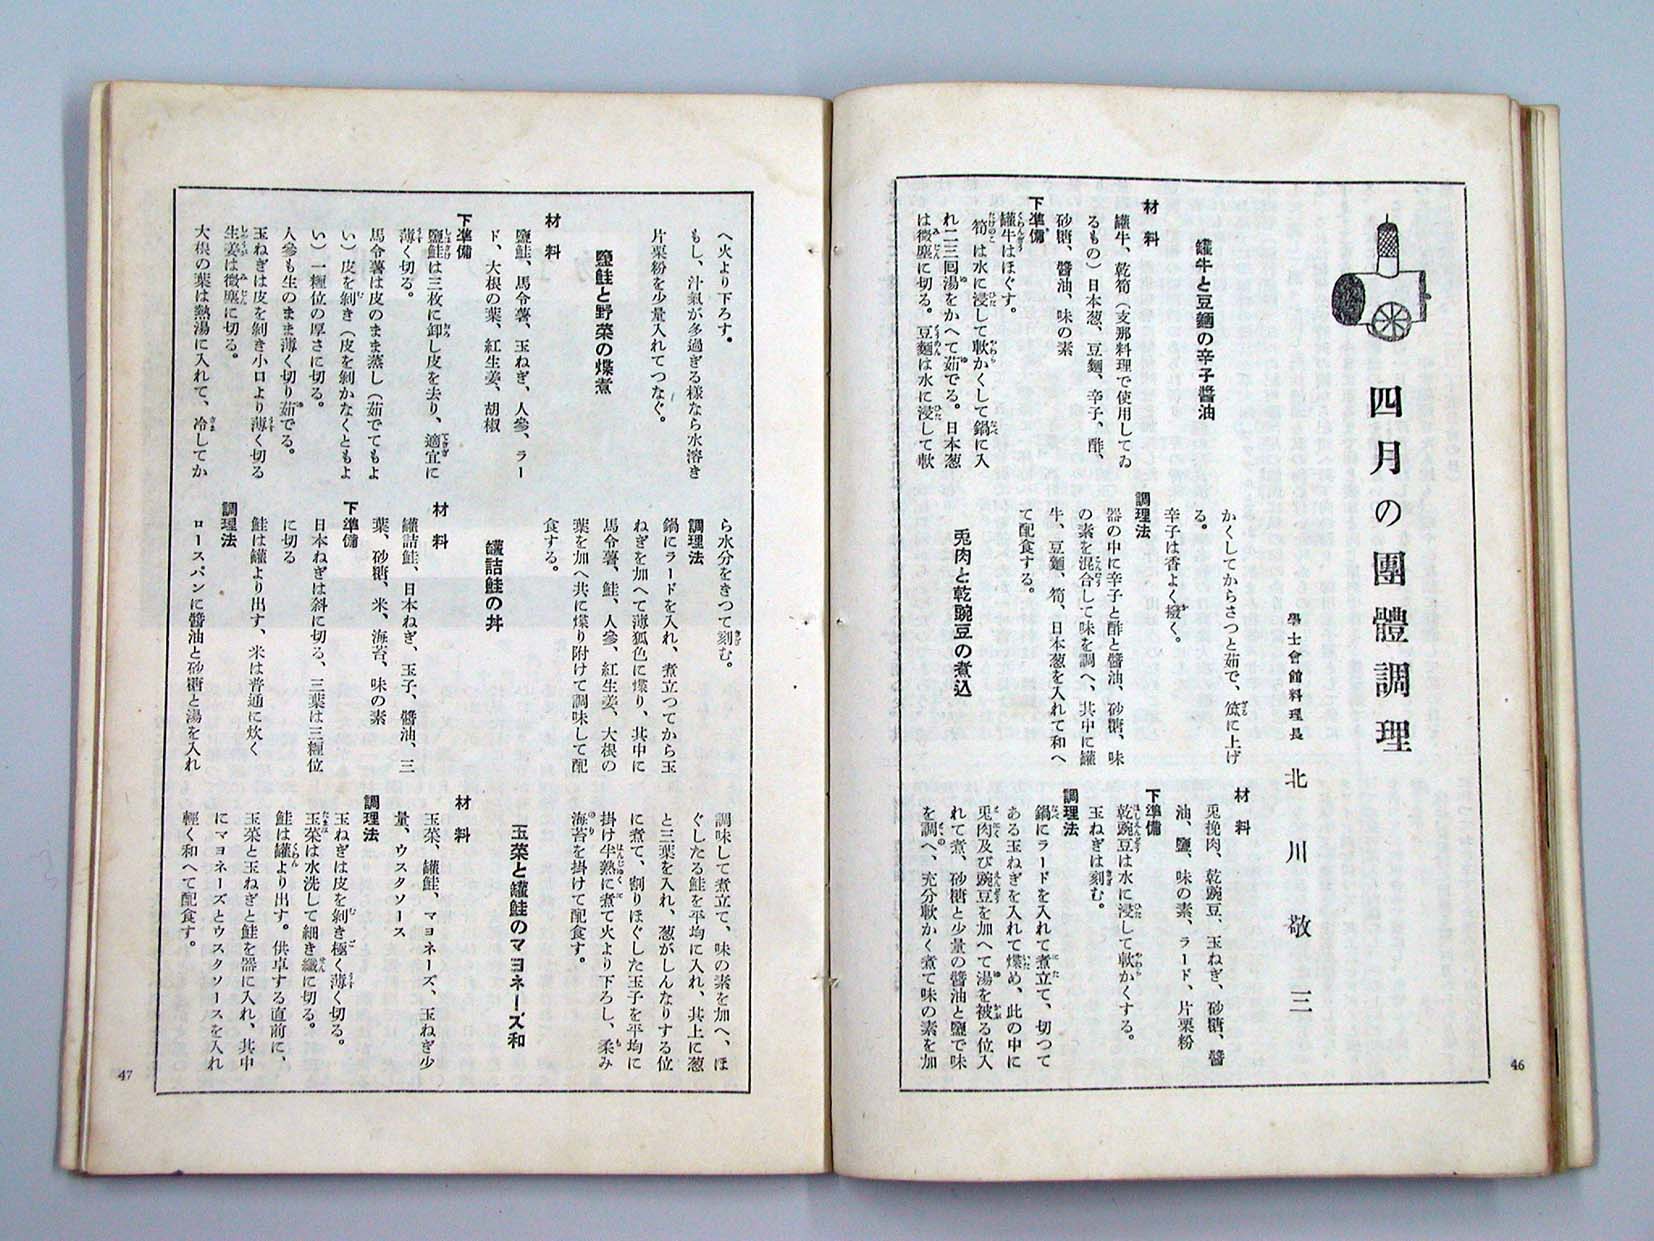 四月の團體調理
學士會館料理長　北川敬三
罐牛と豆麵の辛子醬油
材料
罐牛、乾筍（支那料理で使用してゐ
るもの）日本葱、豆麵、辛子、酢、
砂糖、醬油、味の素
下準備
罐牛はほぐす。
筍は水に浸して軟かくして鍋に入
れ二三囘湯をかへて茹でる。日本葱
は微塵に切る。豆麵は水に浸して軟
かくしてからさつと茹で、笊に上げ
る。
辛子は香よく搔く。
調理法
器の中に辛子と酢と醬油、砂糖、味
の素を混合して味を調へ、其中に罐
牛、豆麵、筍、日本葱を入れて和へ
て配食する。
兎肉と乾豌豆の煮込
材料
兎挽肉、乾豌豆、玉ねぎ、砂糖、醬
油、鹽、味の素、ラード、片栗粉
下準備
乾豌豆は水に浸して軟かくする。
玉ねぎは刻む。
調理法
鍋にラードを入れて煮立て、切つて
ある玉ねぎを入れて煠め、此の中に
兎肉及び豌豆を加へて湯を被る位入
れて煮、砂糖と少量の醬油と鹽で味
を調へ、充分軟かく煮て味の素を加
46
へ火より下ろす。
もし、汁氣が多過ぎる樣なら水溶き
片栗粉を少量入れてつなぐ。
鹽鮭と野菜の煠煮
材料
鹽鮭、馬令薯、玉ねぎ、人參、ラー
ド、大根の葉、紅生姜、胡椒
下準備
鹽鮭は三枚に卸し皮を去り、適宜に
薄く切る。
馬令薯は皮のまま蒸し（茹でてもよ
い）皮を剝き（皮を剝かなくともよ
い）一糎位の厚さに切る。
人參も生のまま薄く切り茹でる。
玉ねぎは皮を剝き小口より薄く切る
生姜は微塵に切る。
大根の葉は熱湯に入れて、冷してか
ら水分をきつて刻む。
調理法
鍋にラードを入れ、煮立つてから玉
ねぎを加へて薄狐色に煠り、其中に
馬令薯、鮭、人參、紅生姜、大根の
葉を加へ共に煠り附けて調味して配
食する。
罐詰鮭の丼
材料
罐詰鮭、日本ねぎ、玉子、醬油、三
葉、砂糖、米、海苔、味の素
下準備
日本ねぎは斜に切る、三葉は三糎位
に切る
鮭は罐より出す、米は普通に炊く
調理法
ロースパンに醬油と砂糖と湯を入れ
調味して煮立て、味の素を加へ、ほ
ぐしたる鮭を平均に入れ、其上に葱
と三葉を入れ、葱がしんなりする位
に煮て、割りほぐした玉子を平均に
掛け半熟に煮て火より下ろし、柔み
海苔を掛けて配食す。
玉菜と罐鮭のマヨネーズ和
材料
玉菜、罐鮭、マヨネーズ、玉ねぎ少
量、ウスタソース
調理法
玉ねぎは皮を剝き極く薄く切る。
玉菜は水洗して細き纖に切る。
鮭は罐より出す。供卓する直前に、
玉菜と玉ねぎと鮭を器に入れ、其中
にマヨネーズとウスタソースを入れ
輕く和へて配食す。
47